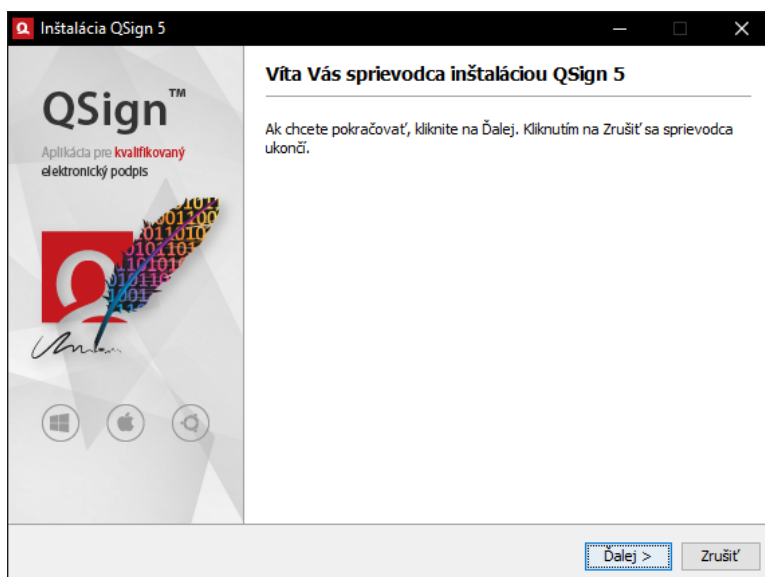 Inštalácia QSign 5
QSign™
Aplikácia pre kvalifikovaný
elektronický podpis
Víta Vás sprievodca inštaláciou QSign 5
Ak chcete pokračovať, kliknite na Ďalej. Kliknutím na Zrušiť sa sprievodca
ukončí.
Ďalej >
Zrušiť